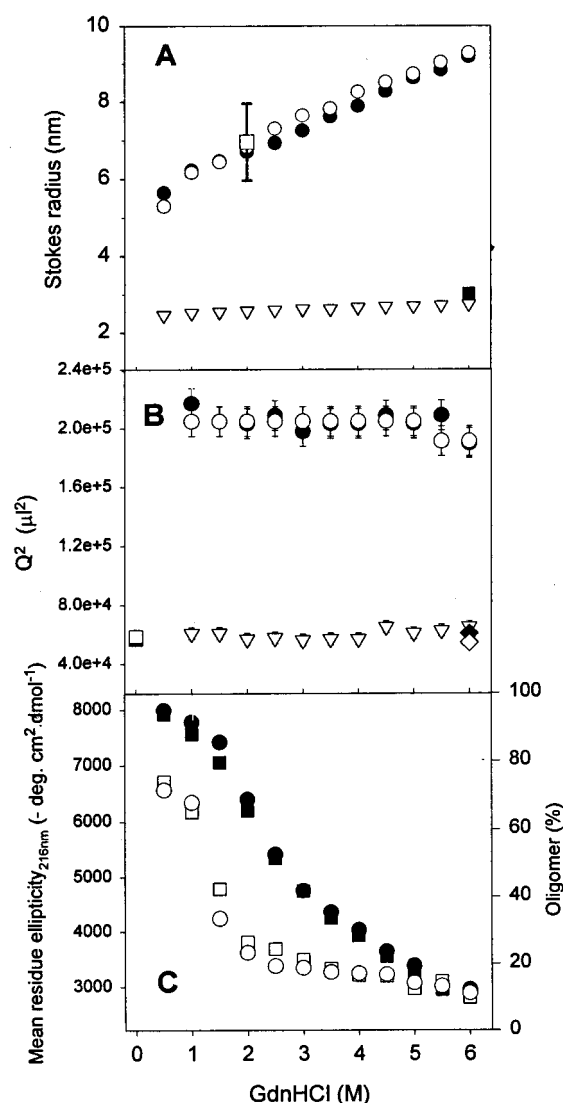 A
Stokes radius (nm)
10
8
6
4
2
B
Q² (µl²)
2.4e+5
2.0e+5
1.6e+5
1.2e+5
8.0e+4
4.0e+4
C
Mean residue ellipticity216nm (- deg. cm².dmol-1)
8000
7000
6000
5000
4000
3000
100
80
60
40
20
0
Oligomer (%)
0 1 2 3 4 5 6
GdnHCl (M)